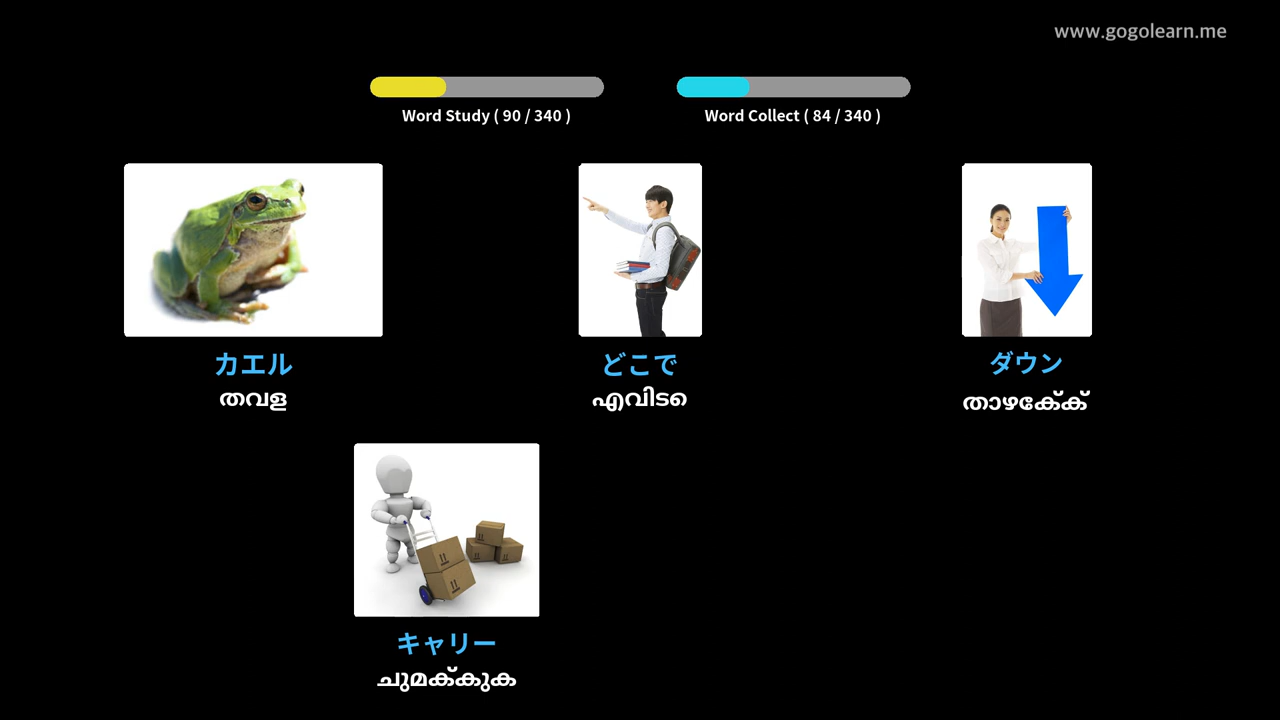 www.gogolearn.me
Word Study ( 90 / 340 )
Word Collect ( 84 / 340 )
カエル
തവള
どこで
എവിടെ
ダウン
താഴേക്ക്
キャリー
ചുമക്കുക